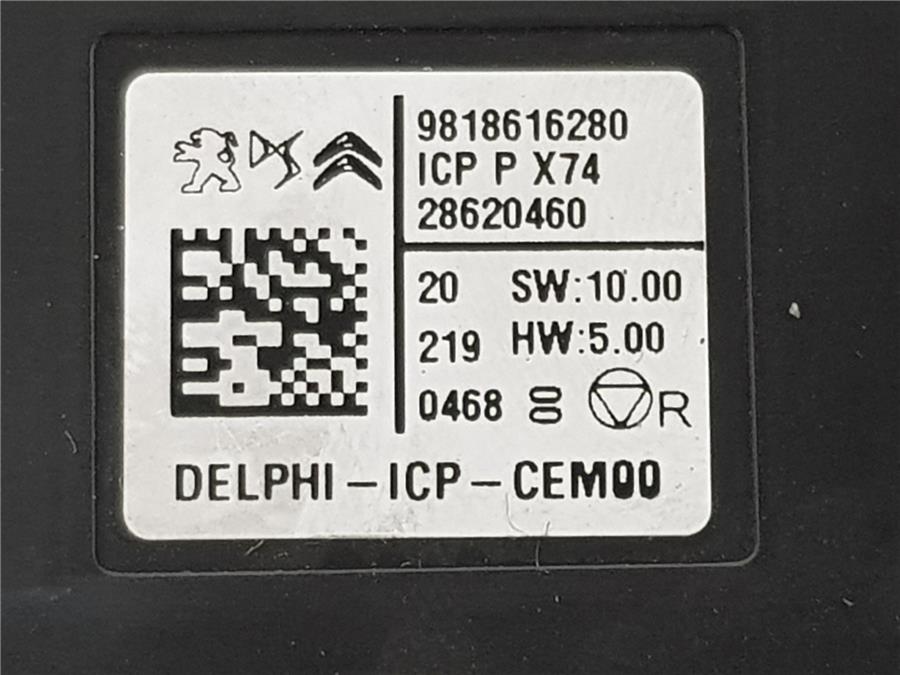 9818616280
ICP P X74
28620460
20 SW:10.00
219 HW:5.00
0468 00 R
DELPHI-ICP-CEM00